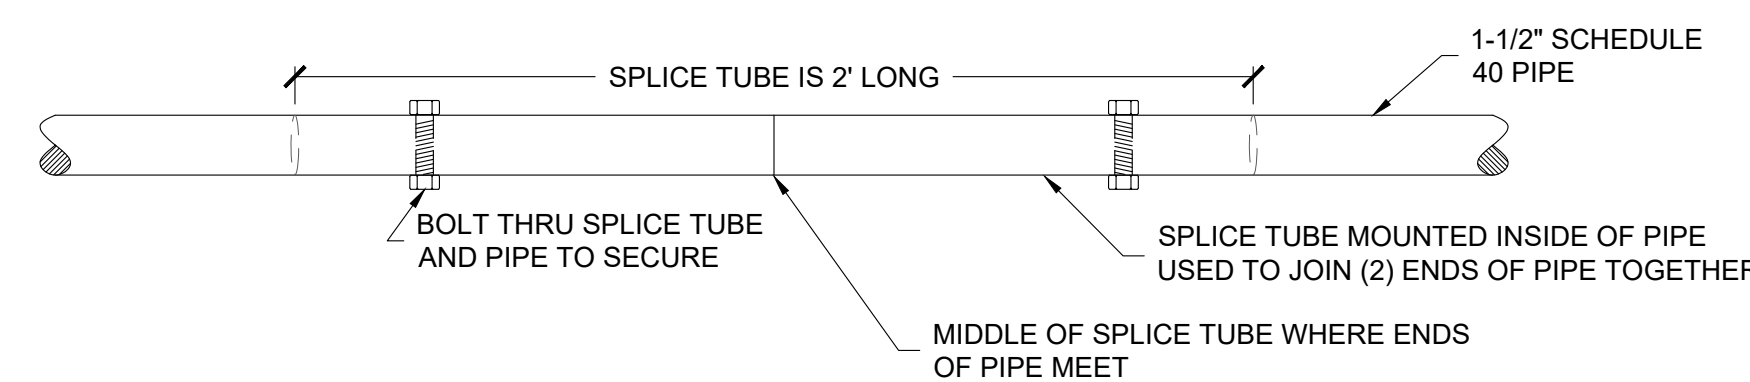 1-1/2" SCHEDULE
40 PIPE
SPLICE TUBE IS 2' LONG
BOLT THRU SPLICE TUBE
AND PIPE TO SECURE
SPLICE TUBE MOUNTED INSIDE OF PIPE
USED TO JOIN (2) ENDS OF PIPE TOGETHER
MIDDLE OF SPLICE TUBE WHERE ENDS
OF PIPE MEET